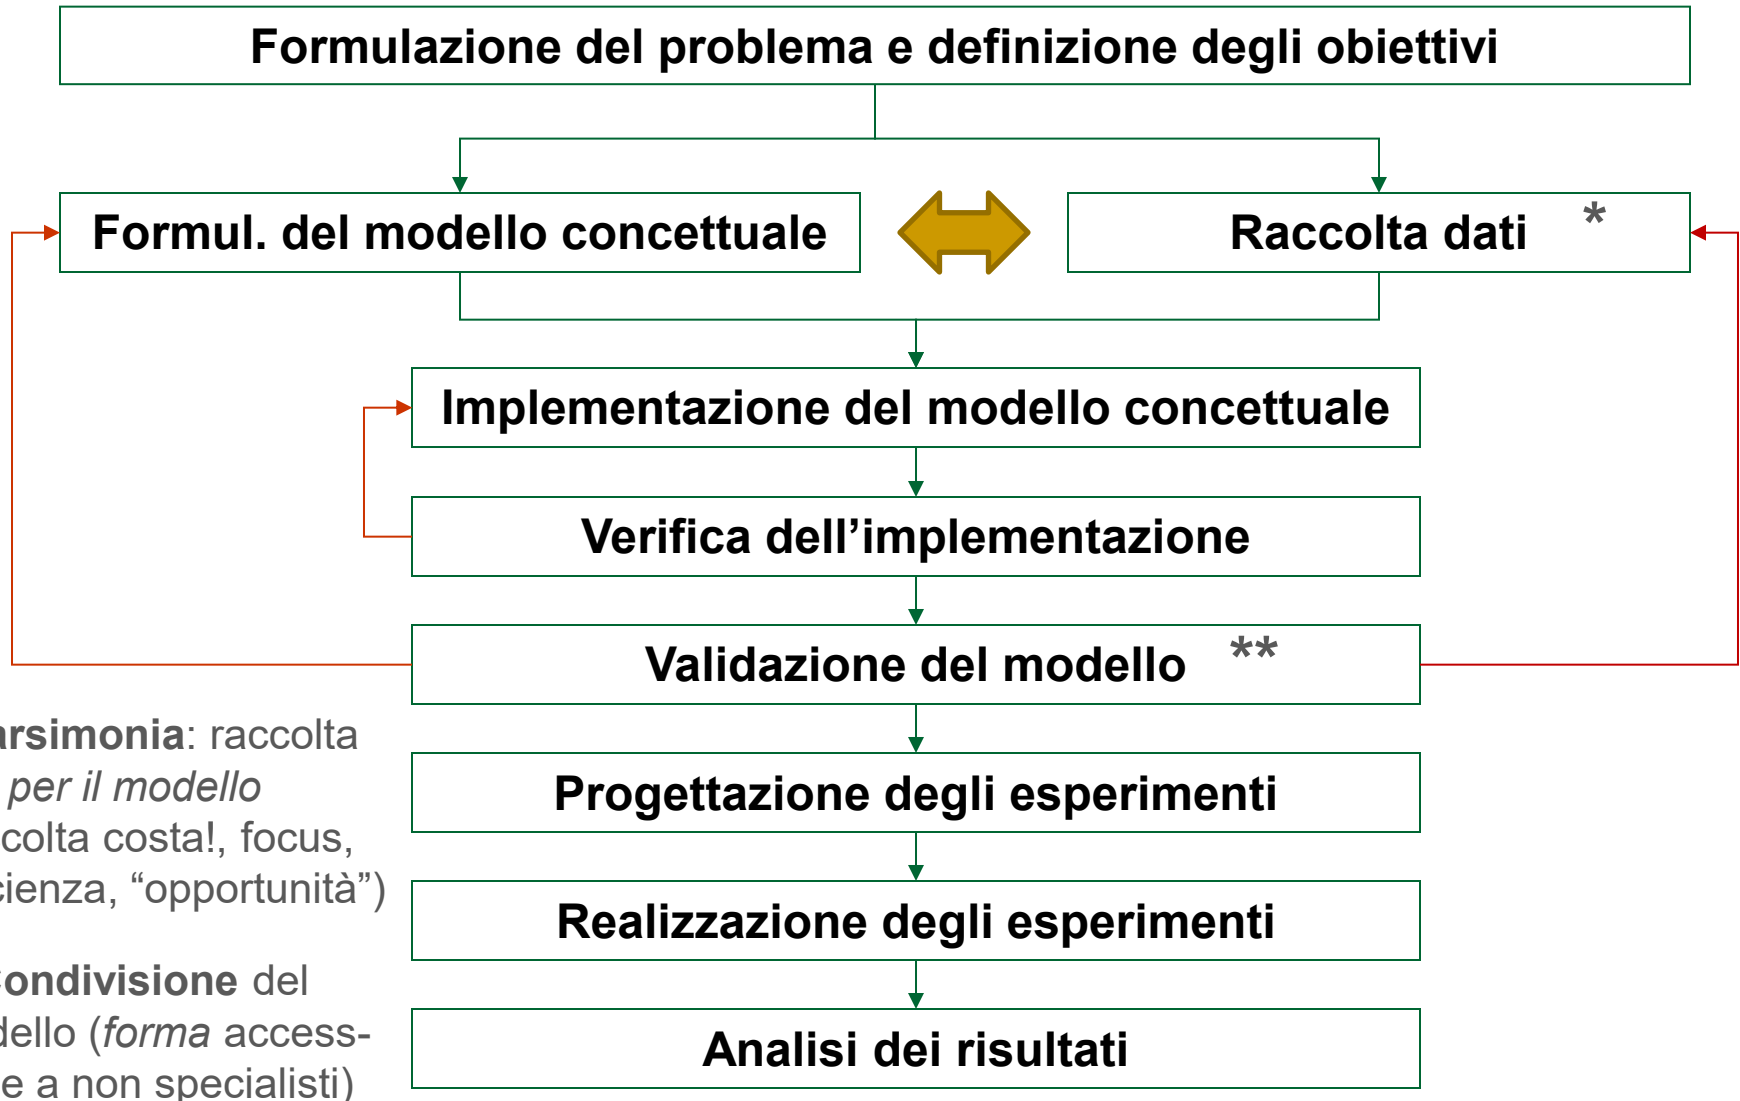 Formulazione del problema e definizione degli obiettivi
Formul. del modello concettuale
Raccolta dati *
Implementazione del modello concettuale
Verifica dell’implementazione
Validazione del modello **
Progettazione degli esperimenti
Realizzazione degli esperimenti
Analisi dei risultati
arsimonia: raccolta
per il modello
colta costa!, focus,
cienza, “opportunità”)
ondivisione del
dello (forma access-
e a non specialisti)